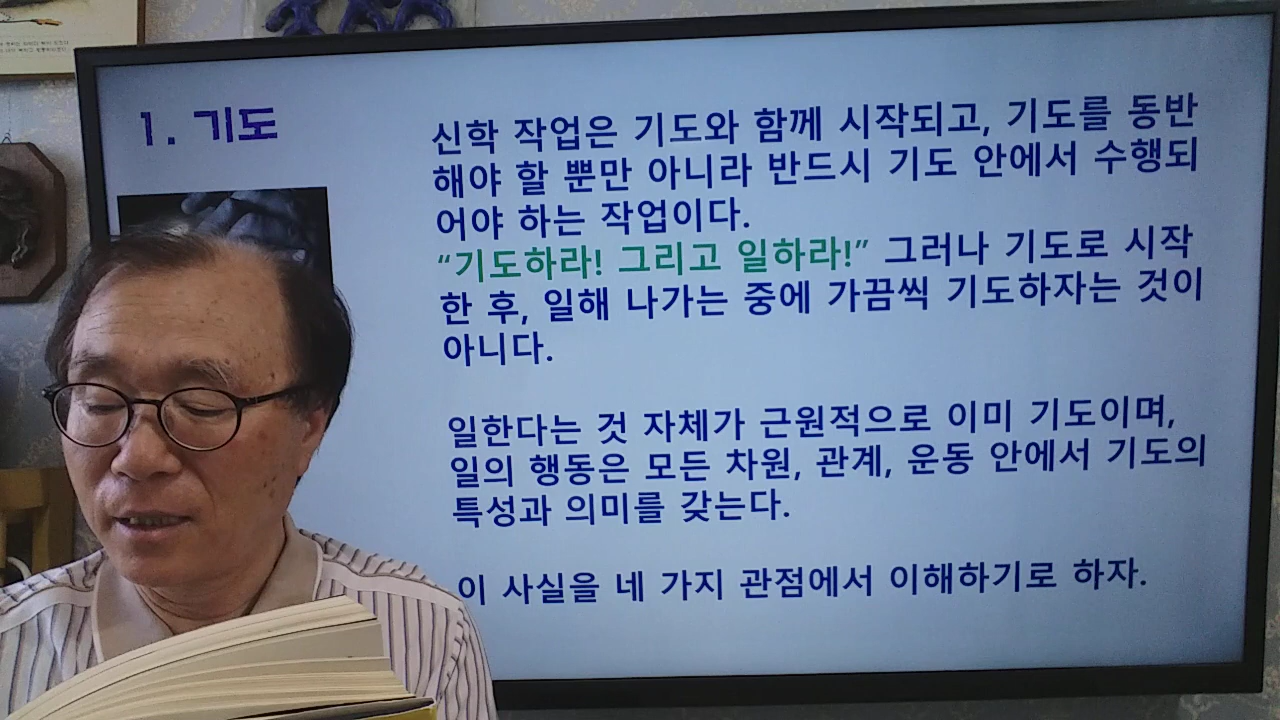 1. 기도
신학 작업은 기도와 함께 시작되고, 기도를 동반
해야 할 뿐만 아니라 반드시 기도 안에서 수행되
어야 하는 작업이다.
“기도하라! 그리고 일하라!” 그러나 기도로 시작
한 후, 일해 나가는 중에 가끔씩 기도하자는 것이
아니다.
일한다는 것 자체가 근원적으로 이미 기도이며,
일의 행동은 모든 차원, 관계, 운동 안에서 기도의
특성과 의미를 갖는다.
이 사실을 네 가지 관점에서 이해하기로 하자.